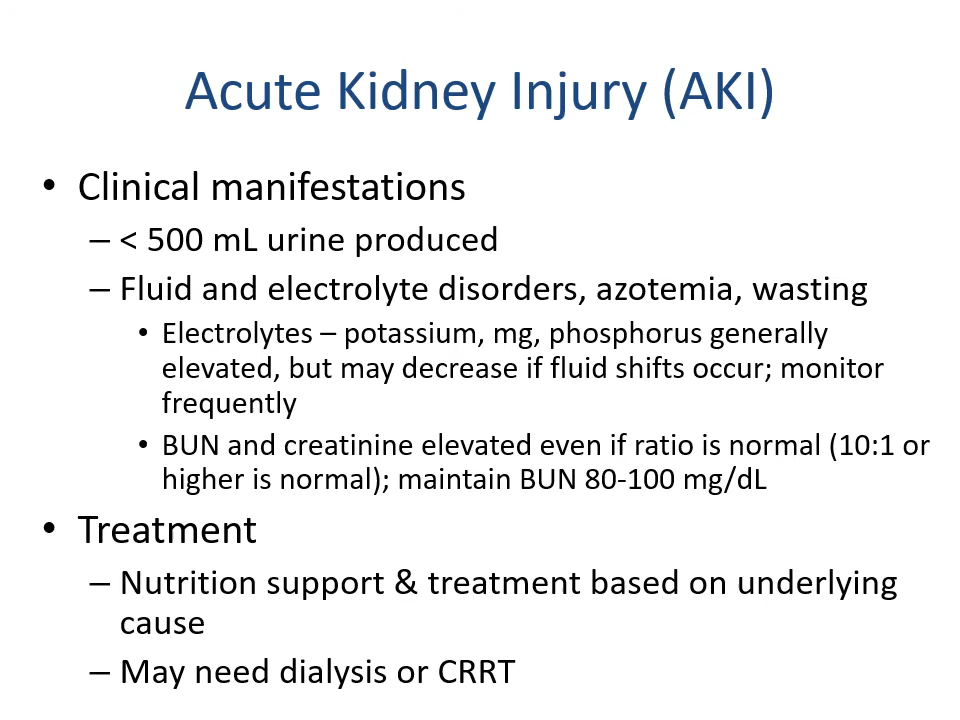 Acute Kidney Injury (AKI)
• Clinical manifestations
– < 500 mL urine produced
– Fluid and electrolyte disorders, azotemia, wasting
• Electrolytes – potassium, mg, phosphorus generally
elevated, but may decrease if fluid shifts occur; monitor
frequently
• BUN and creatinine elevated even if ratio is normal (10:1 or
higher is normal); maintain BUN 80-100 mg/dL
• Treatment
– Nutrition support & treatment based on underlying
cause
– May need dialysis or CRRT